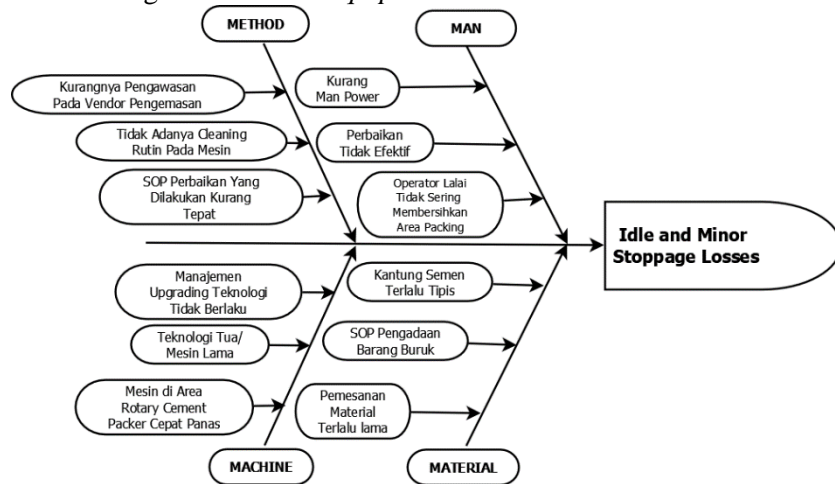 METHOD
MAN
Kurangnya Pengawasan
Pada Vendor Pengemasan
Kurang
Man Power
Tidak Adanya Cleaning
Rutin Pada Mesin
Perbaikan
Tidak Efektif
SOP Perbaikan Yang
Dilakukan Kurang
Tepat
Operator Lalai
Tidak Sering
Membersihkan
Area Packing
Idle and Minor
Stoppage Losses
Manajemen
Upgrading Teknologi
Tidak Berlaku
Kantung Semen
Terlalu Tipis
Teknologi Tua/
Mesin Lama
SOP Pengadaan
Barang Buruk
Mesin di Area
Rotary Cement
Packer Cepat Panas
Pemesanan
Material
Terlalu lama
MACHINE
MATERIAL